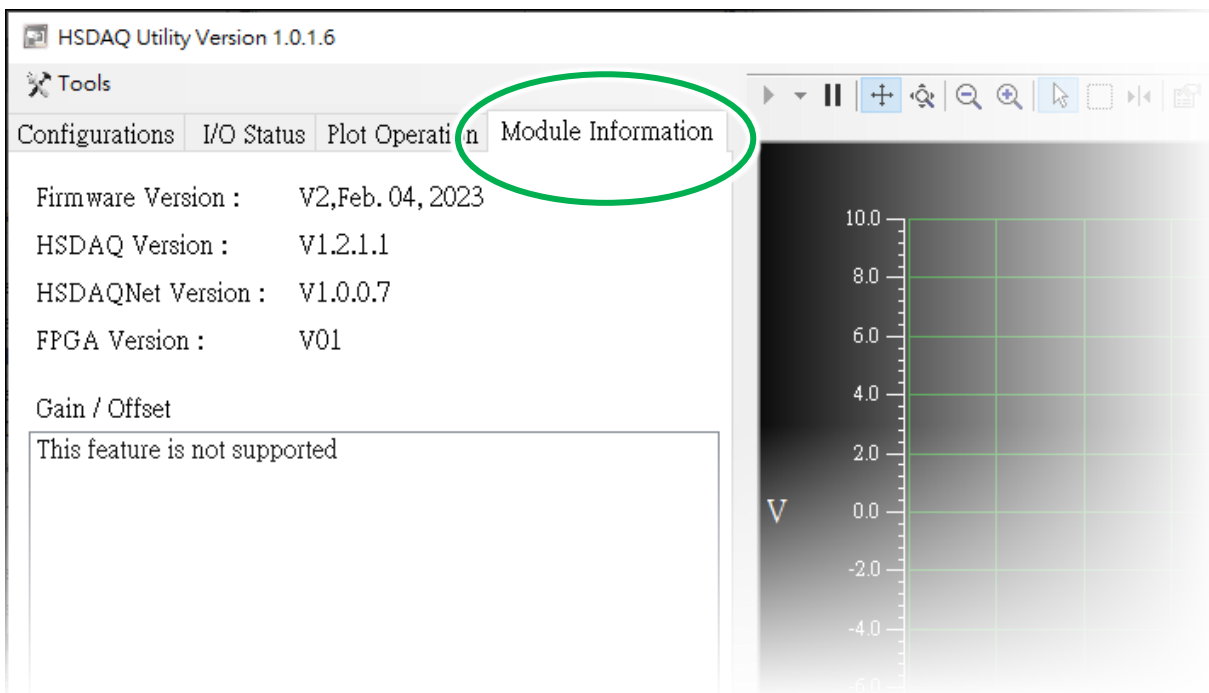 HSDAQ Utility Version 1.0.1.6
Tools
Configurations I/O Status Plot Operation Module Information
Firmware Version : V2,Feb. 04, 2023
HSDAQ Version : V1.2.1.1
HSDAQNet Version : V1.0.0.7
FPGA Version : V01
Gain / Offset
This feature is not supported
10.0
8.0
6.0
4.0
2.0
V 0.0
-2.0
-4.0
-6.0